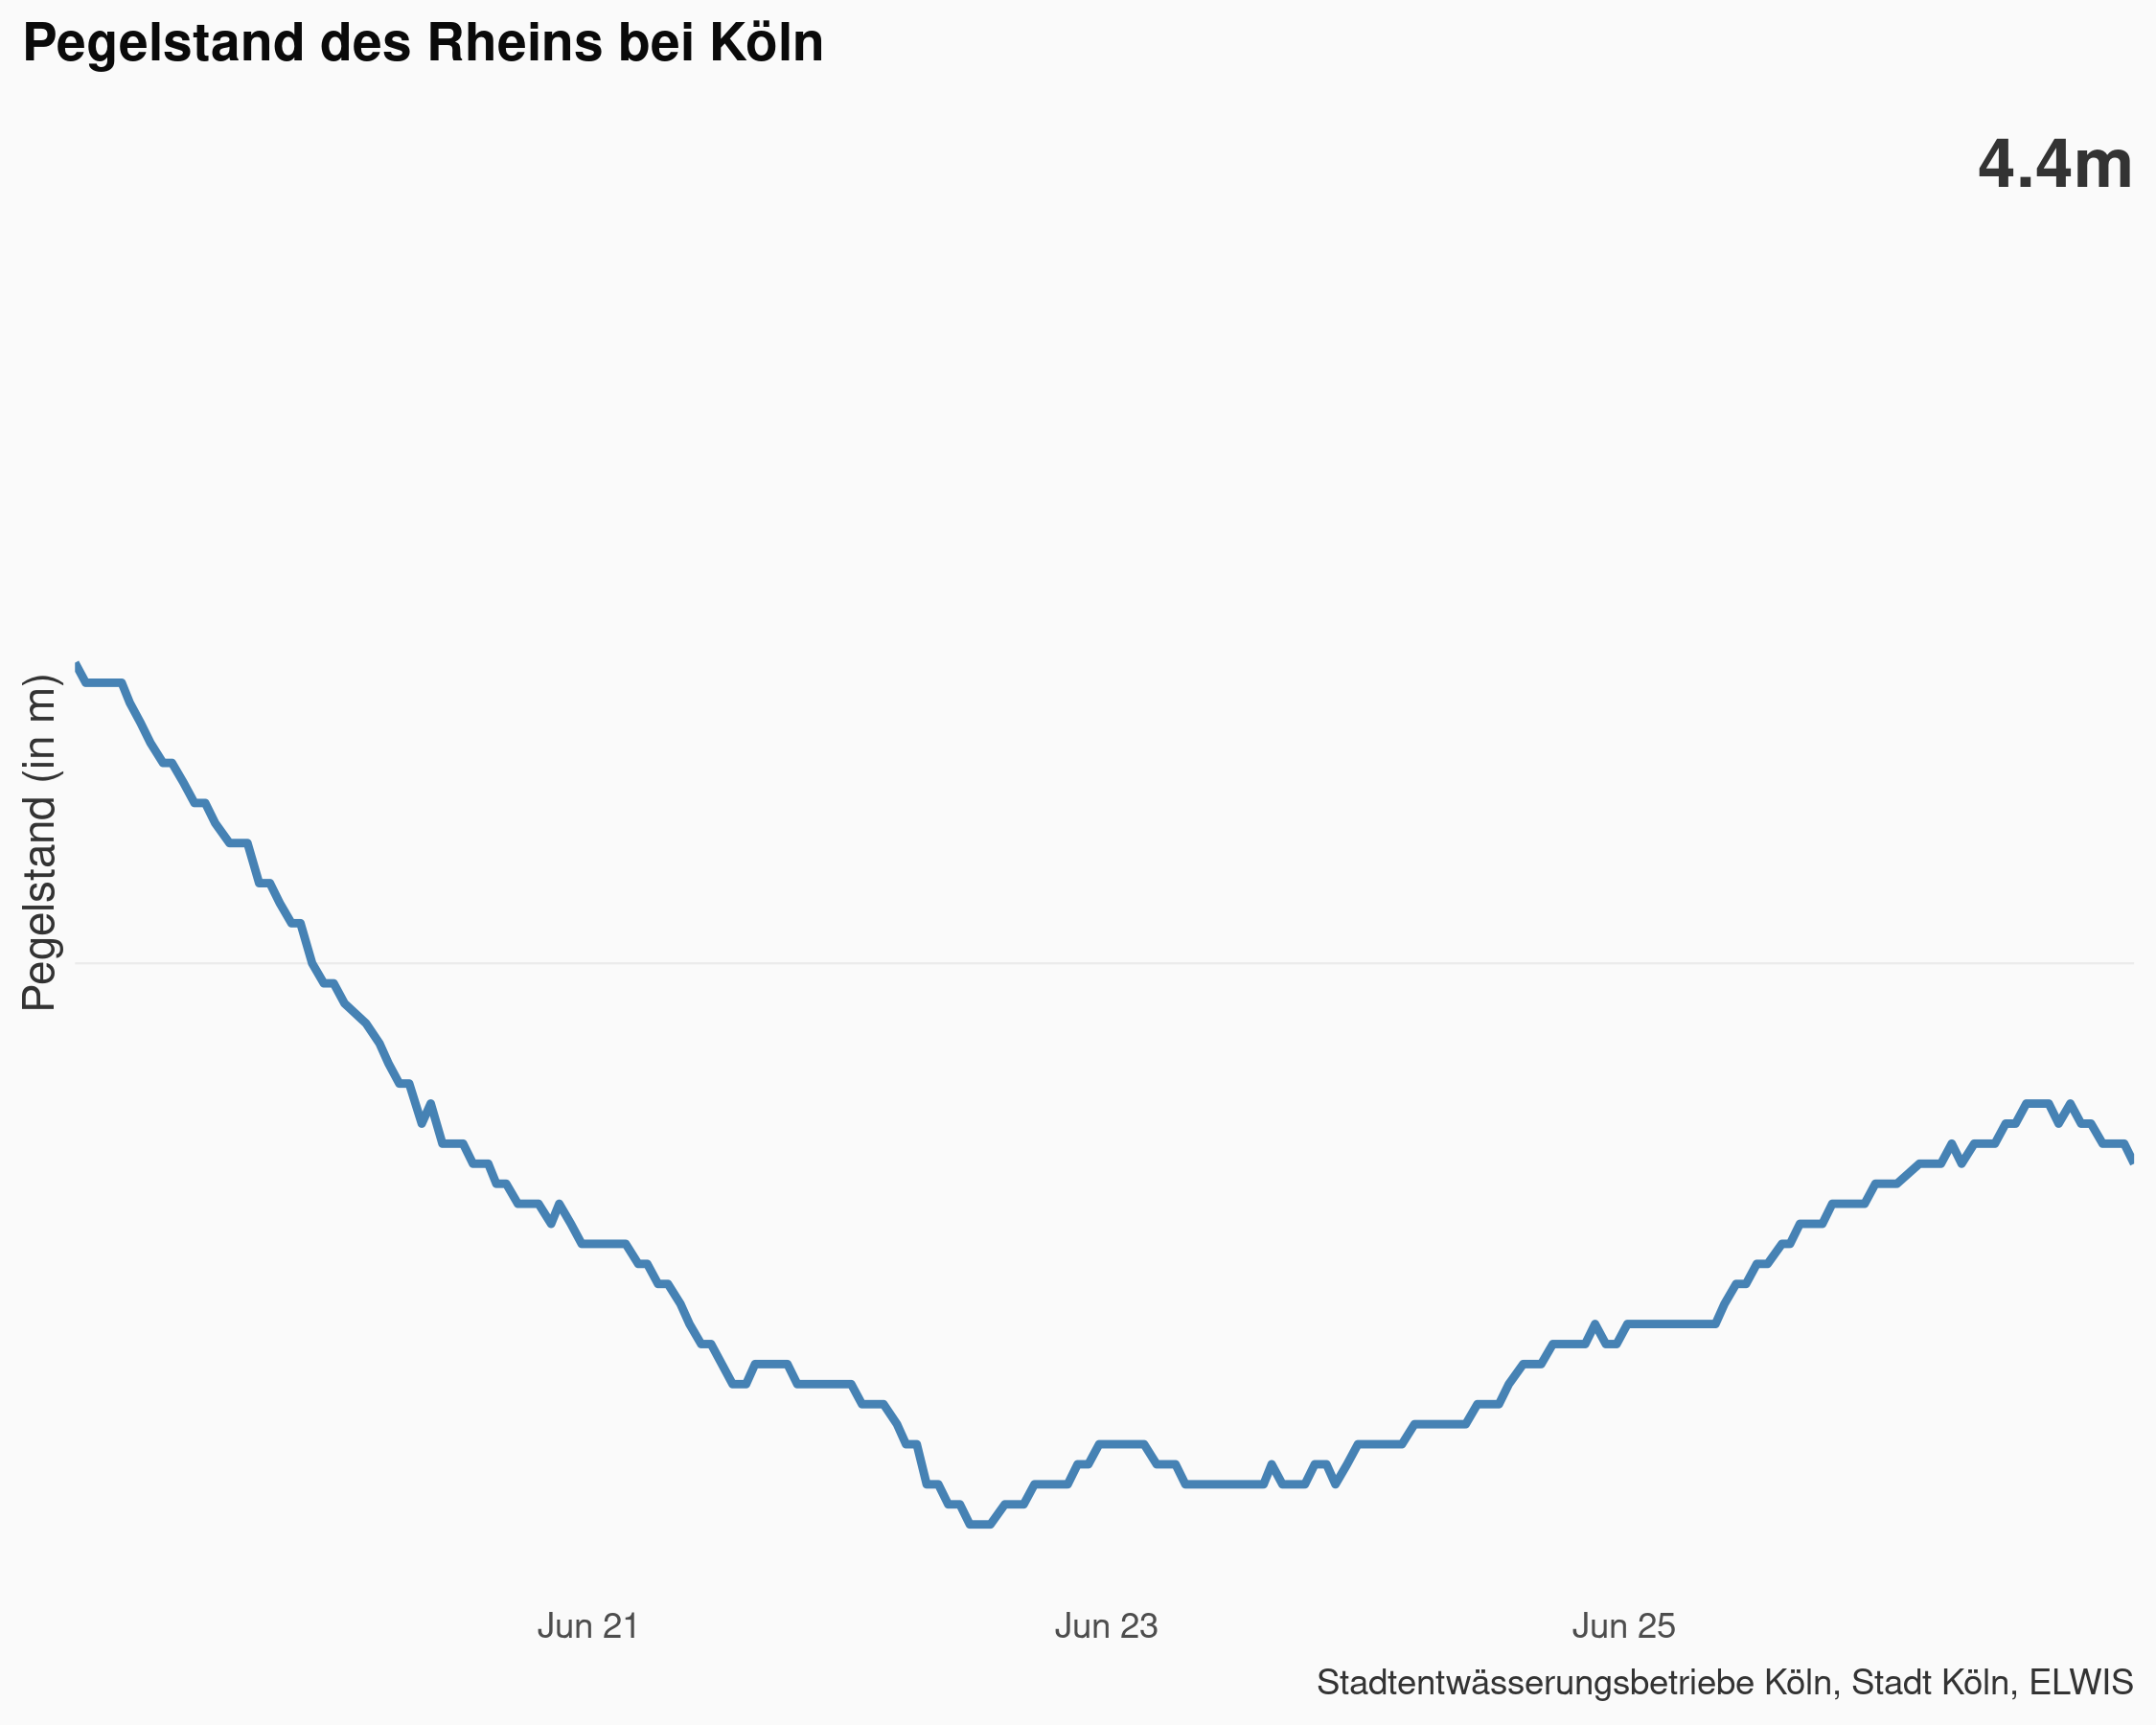 Pegelstand des Rheins bei Köln
4.4m
Pegelstand (in m)
Jun 21
Jun 23
Jun 25
Stadtentwässerungsbetriebe Köln, Stadt Köln, ELWIS